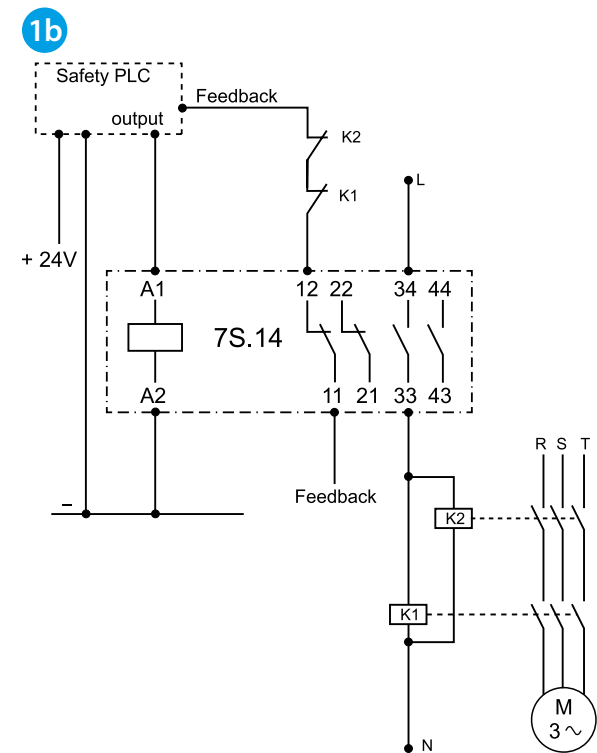 1b
Safety PLC
output
Feedback
K2
K1
L
+ 24V
A1
12 22
34 44
7S.14
A2
11 21
33 43
Feedback
–
R S T
K2
K1
M
3 ~
N